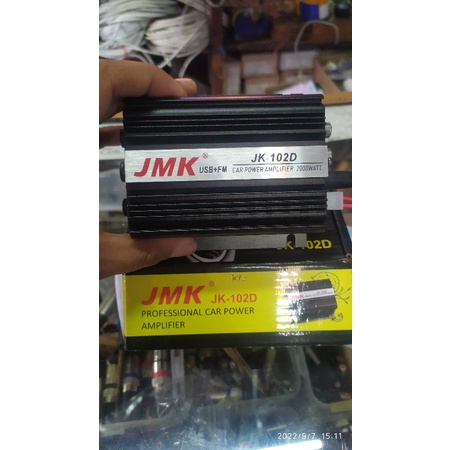 JMK® USB+FM
JK-102D
CAR POWER AMPLIFIER 2000WATT
JK-102D
JMK® JK-102D
PROFESSIONAL CAR POWER
AMPLIFIER
2022/9/7 15:11